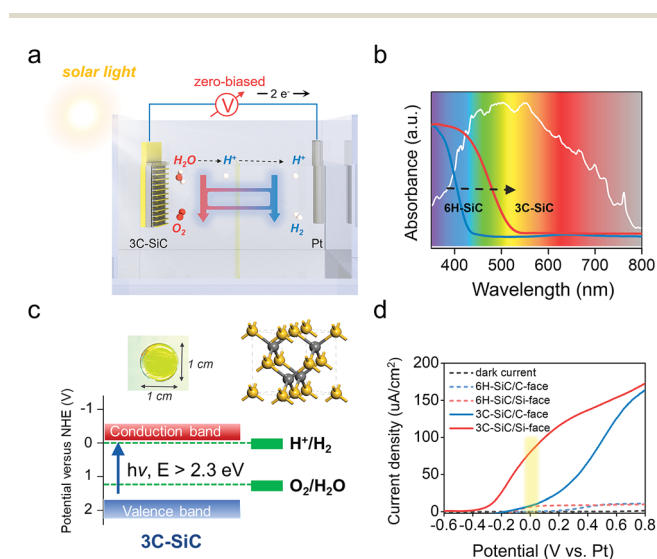 a
solar light
zero-biased
V
2 e⁻
H₂O
H⁺
H⁺
O₂
H₂
3C-SiC
Pt
b
Absorbance (a.u.)
6H-SiC
3C-SiC
400 500 600 700 800
Wavelength (nm)
c
1 cm
1 cm
Potential versus NHE (V)
-1
0
1
2
Conduction band
H⁺/H₂
hν, E > 2.3 eV
O₂/H₂O
Valence band
3C-SiC
d
Current density (uA/cm²)
200
150
100
50
0
dark current
6H-SiC/C-face
6H-SiC/Si-face
3C-SiC/C-face
3C-SiC/Si-face
-0.6 -0.4 -0.2 0.0 0.2 0.4 0.6 0.8
Potential (V vs. Pt)